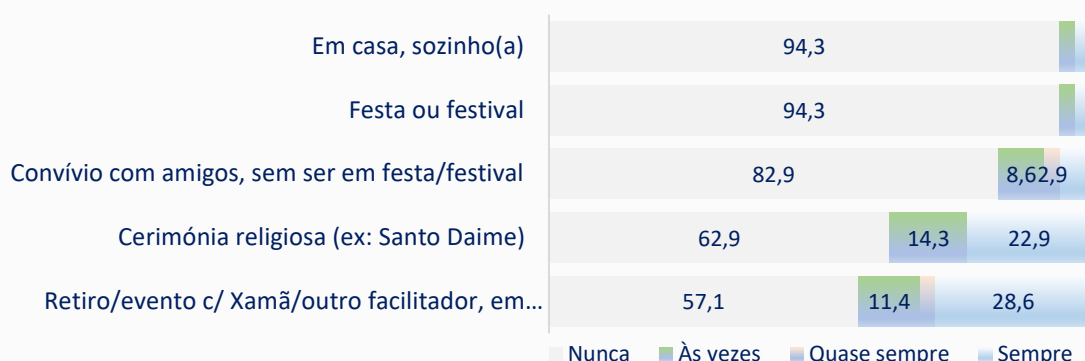 Em casa, sozinho(a) 94,3
Festa ou festival 94,3
Convívio com amigos, sem ser em festa/festival 82,9 8,6 2,9
Cerimónia religiosa (ex: Santo Daime) 62,9 14,3 22,9
Retiro/evento c/ Xamã/outro facilitador, em... 57,1 11,4 28,6
Nunca Às vezes Quase sempre Sempre